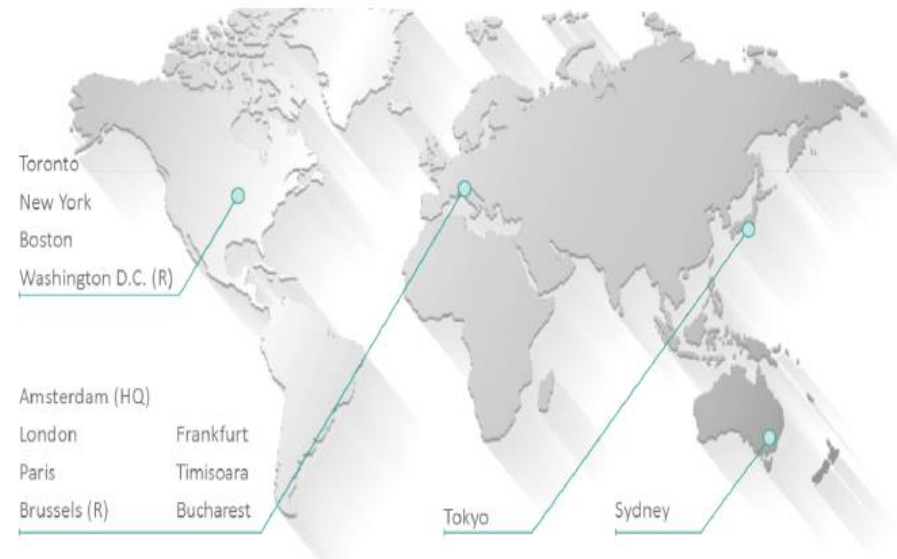 Toronto
New York
Boston
Washington D.C. (R)
Amsterdam (HQ)
London Frankfurt
Paris Timisoara
Brussels (R) Bucharest
Tokyo
Sydney